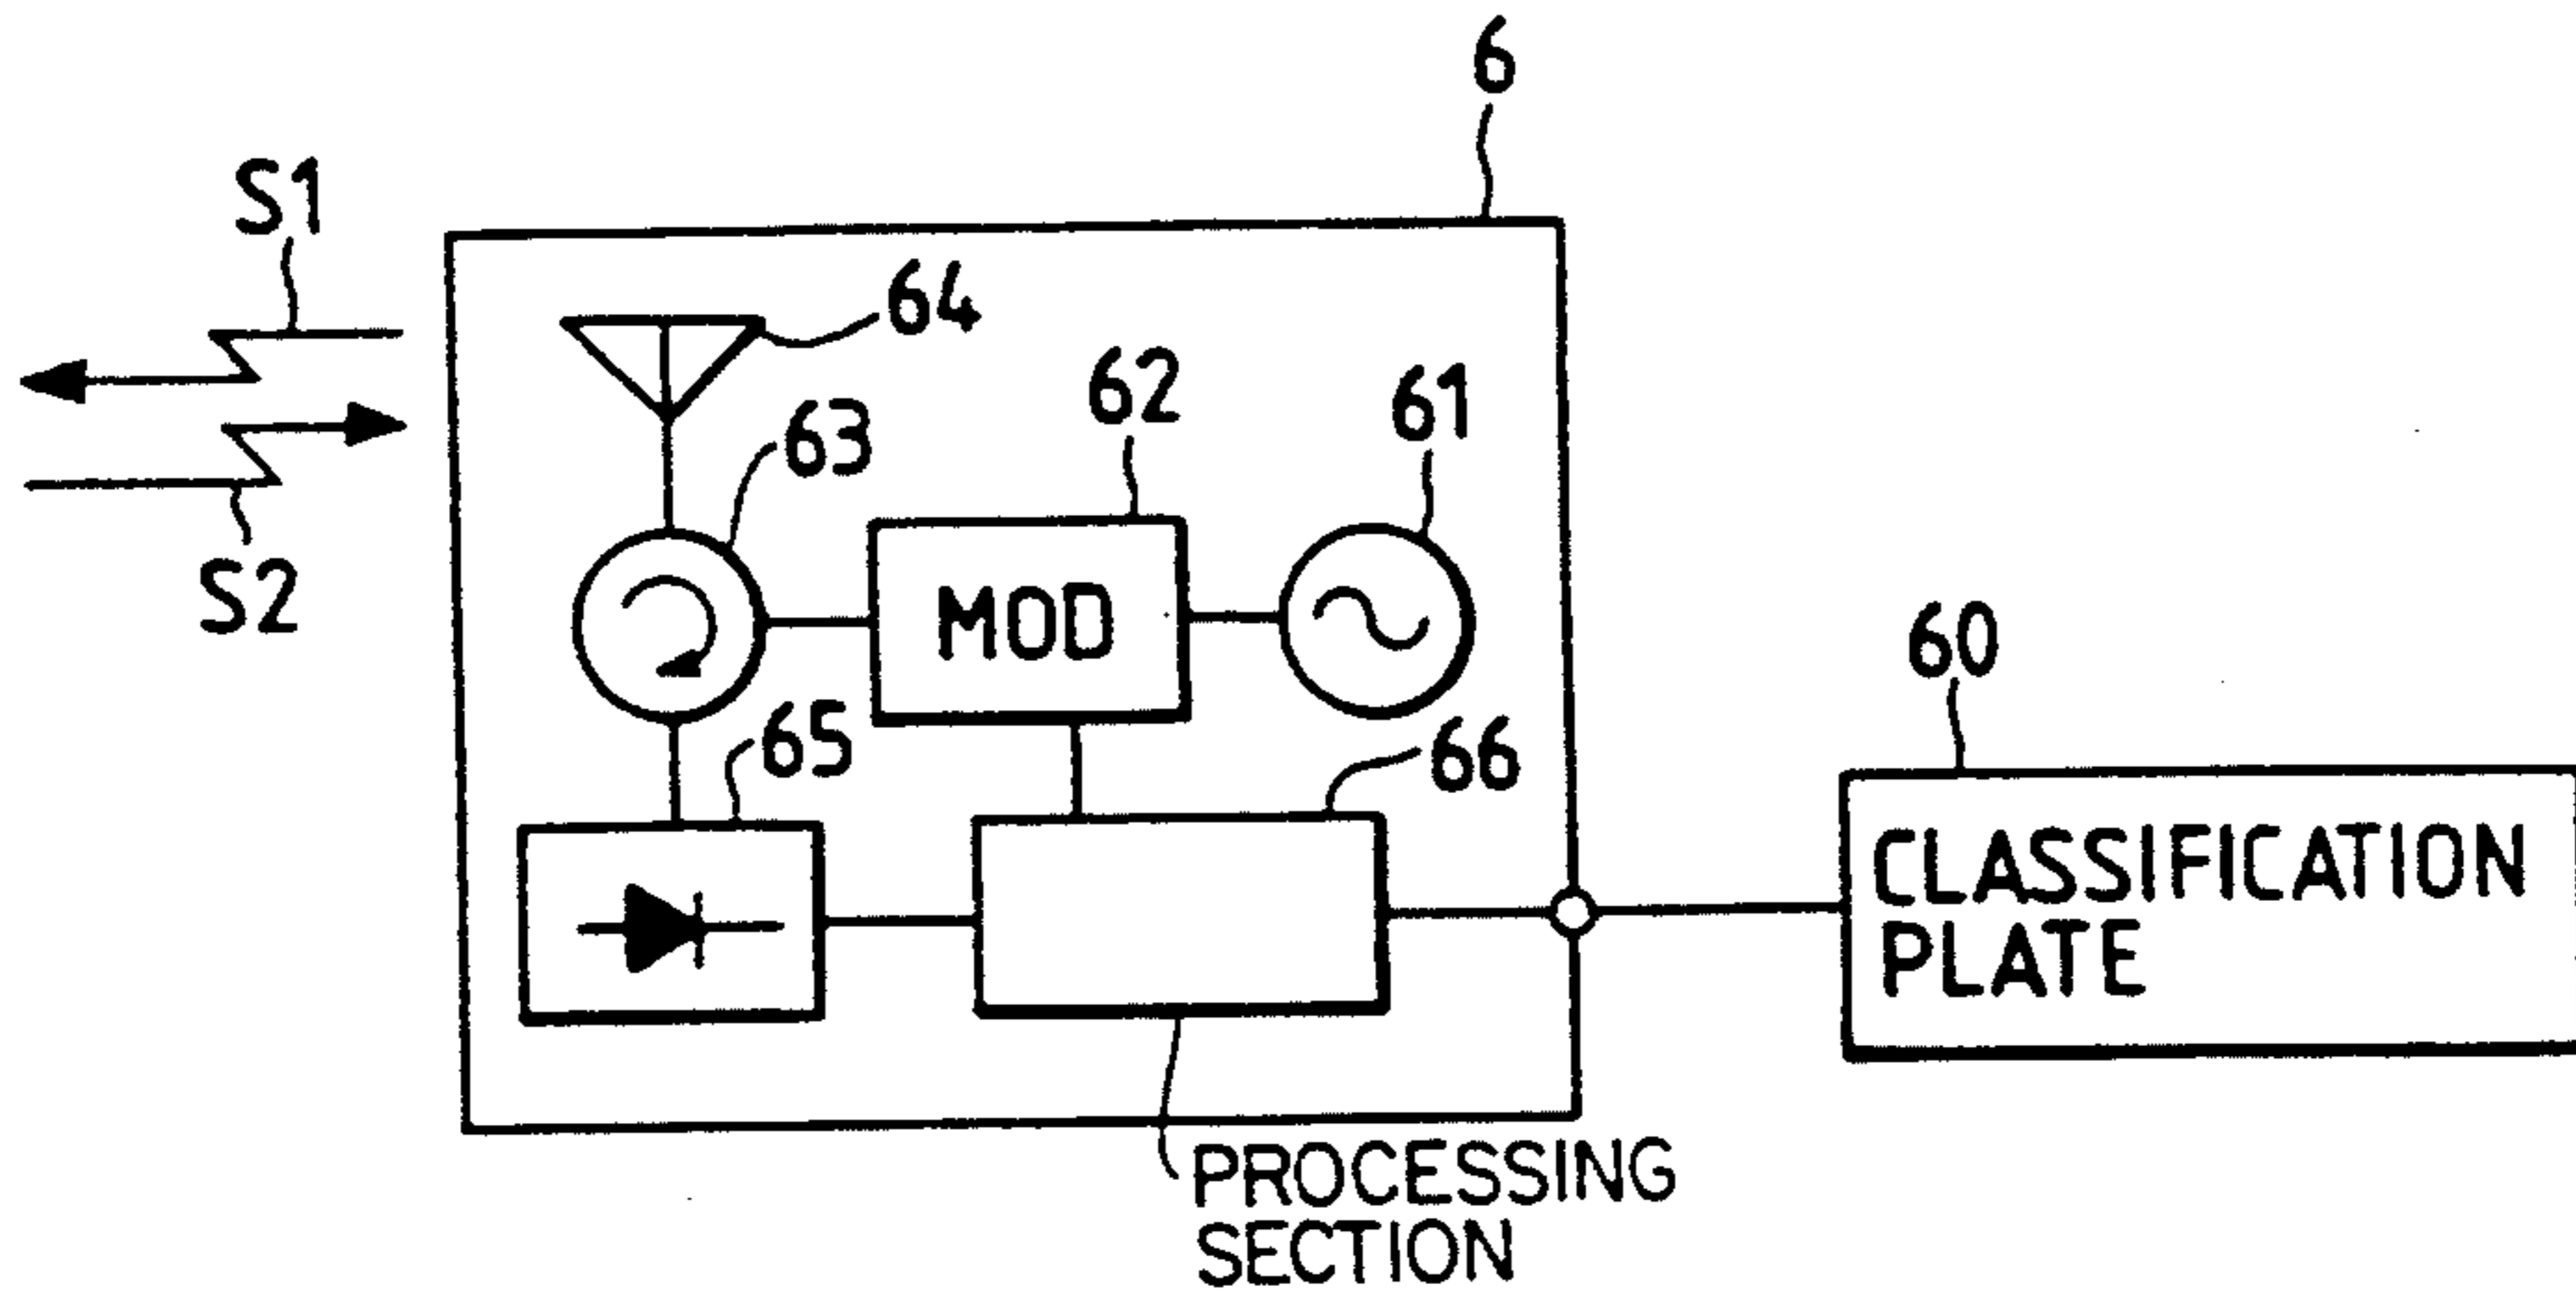 6
S1
64
62
61
63
S2
MOD
60
65
66
CLASSIFICATION
PLATE
PROCESSING
SECTION